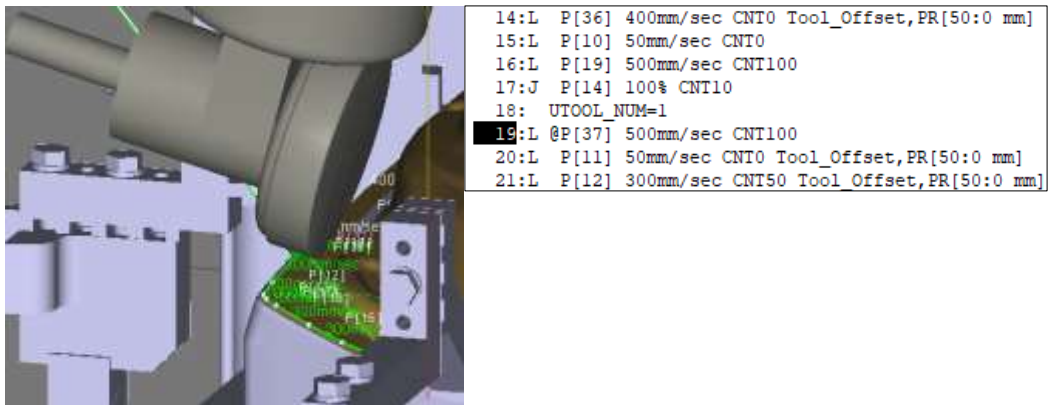 14:L P[36] 400mm/sec CNT0 Tool_Offset,PR[50:0 mm]
15:L P[10] 50mm/sec CNT0
16:L P[19] 500mm/sec CNT100
17:J P[14] 100% CNT10
18: UTOOL_NUM=1
19:L @P[37] 500mm/sec CNT100
20:L P[11] 50mm/sec CNT0 Tool_Offset,PR[50:0 mm]
21:L P[12] 300mm/sec CNT50 Tool_Offset,PR[50:0 mm]
P[12]